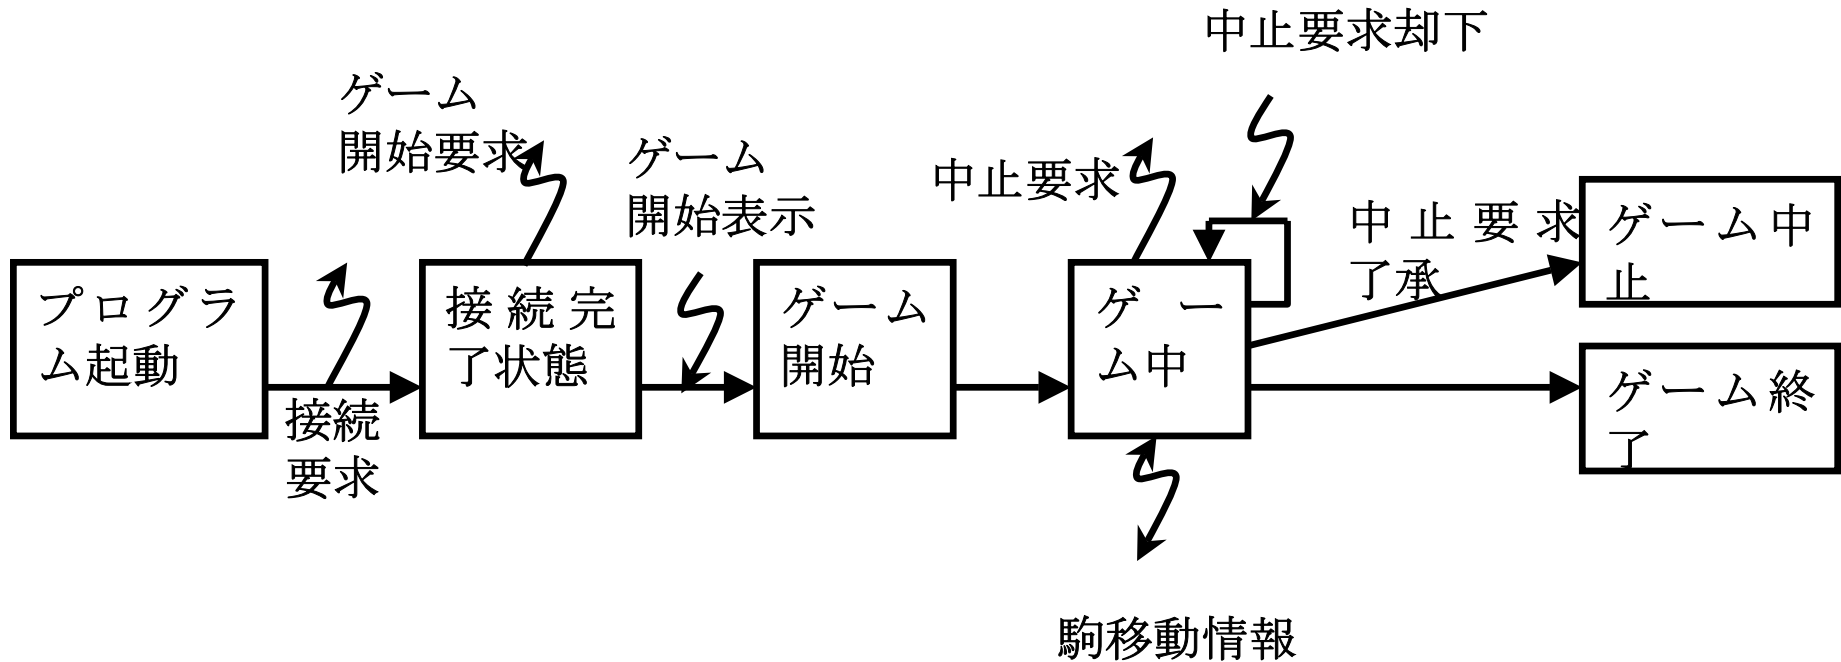 中止要求却下
ゲーム
開始要求
ゲーム
開始表示
中止要求
中止要求
了承
ゲーム中
止
プログラ
ム起動
接続
要求
接続完
了状態
ゲーム
開始
ゲー
ム中
ゲーム終
了
駒移動情報